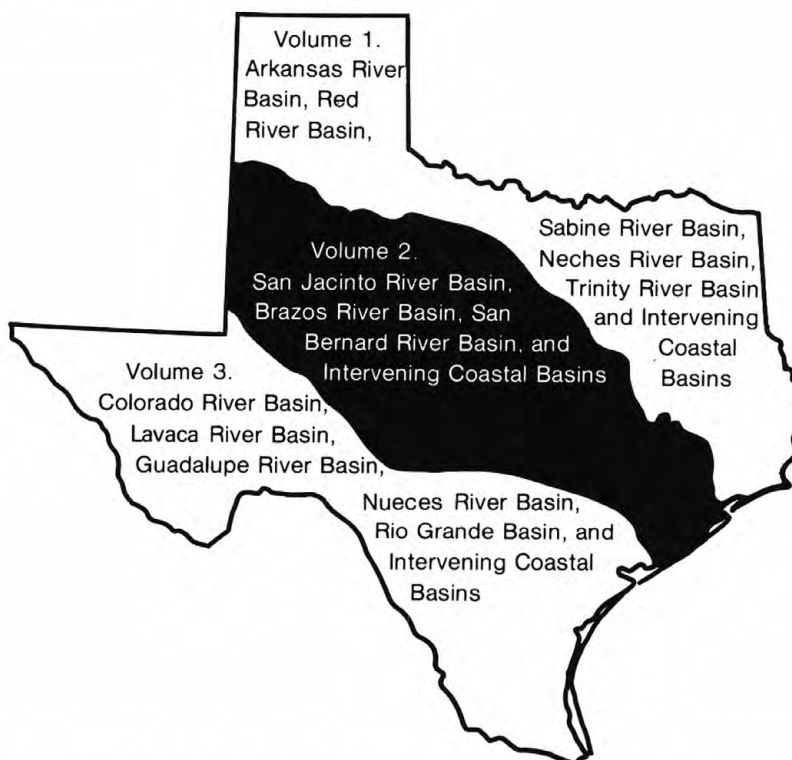 Volume 1.
Arkansas River
Basin, Red
River Basin,
Sabine River Basin,
Neches River Basin,
Trinity River Basin
and Intervening
Coastal
Basins
Volume 2.
San Jacinto River Basin,
Brazos River Basin, San
Bernard River Basin, and
Intervening Coastal Basins
Volume 3.
Colorado River Basin,
Lavaca River Basin,
Guadalupe River Basin,
Nueces River Basin,
Rio Grande Basin, and
Intervening Coastal
Basins